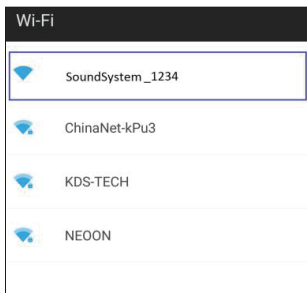 Wi-Fi
SoundSystem_1234
ChinaNet-kPu3
KDS-TECH
NEOON